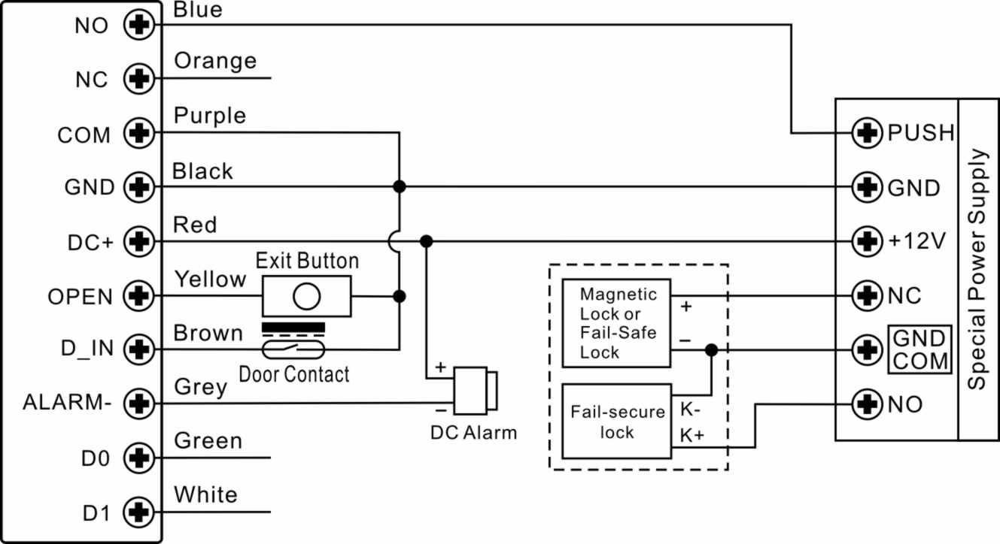 NO
Blue
NC
Orange
COM
Purple
GND
Black
DC+
Red
OPEN
Yellow
Exit Button
D_IN
Brown
Door Contact
ALARM-
Grey
+
−
DC Alarm
D0
Green
D1
White
Magnetic
Lock or
Fail-Safe
Lock
+
−
Fail-secure
lock
K-
K+
PUSH
GND
+12V
NC
GND
COM
NO
Special Power Supply